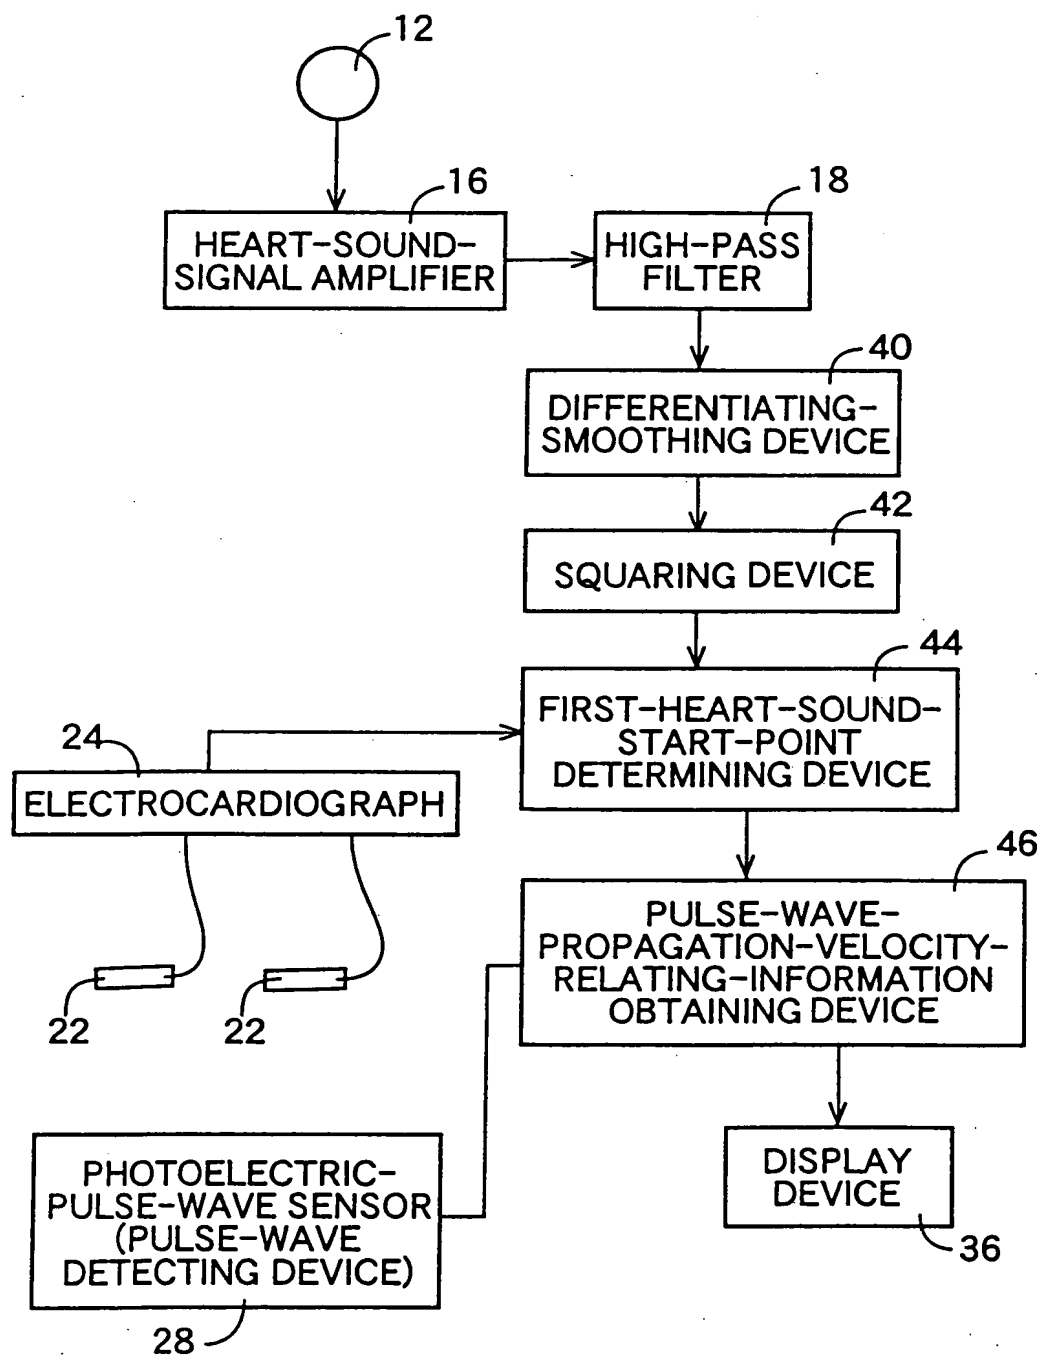 12
16
HEART-SOUND-
SIGNAL AMPLIFIER
18
HIGH-PASS
FILTER
40
DIFFERENTIATING-
SMOOTHING DEVICE
42
SQUARING DEVICE
44
FIRST-HEART-SOUND-
START-POINT
DETERMINING DEVICE
24
ELECTROCARDIOGRAPH
22
22
46
PULSE-WAVE-
PROPAGATION-VELOCITY-
RELATING-INFORMATION
OBTAINING DEVICE
PHOTOELECTRIC-
PULSE-WAVE SENSOR
(PULSE-WAVE
DETECTING DEVICE)
28
DISPLAY
DEVICE
36